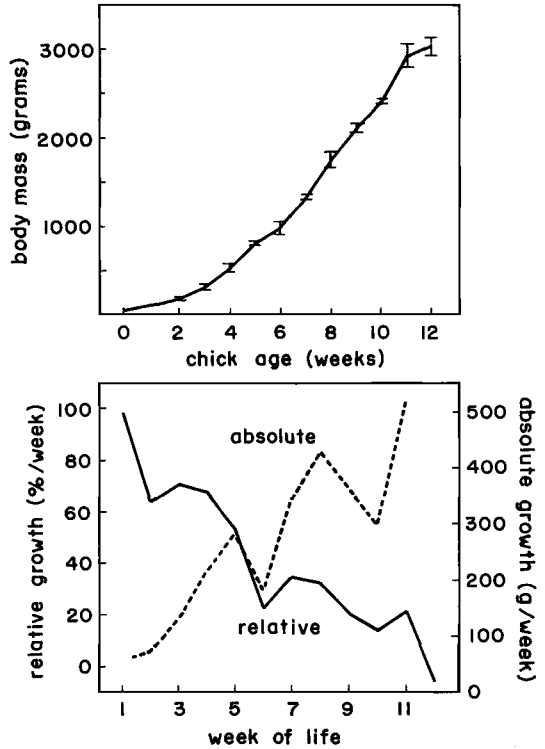 3000
2000
1000
body mass (grams)
0 2 4 6 8 10 12
chick age (weeks)
100
80
60
40
20
0
relative growth (%/week)
absolute
relative
500
400
300
200
100
0
absolute growth (g/week)
1 3 5 7 9 11
week of life